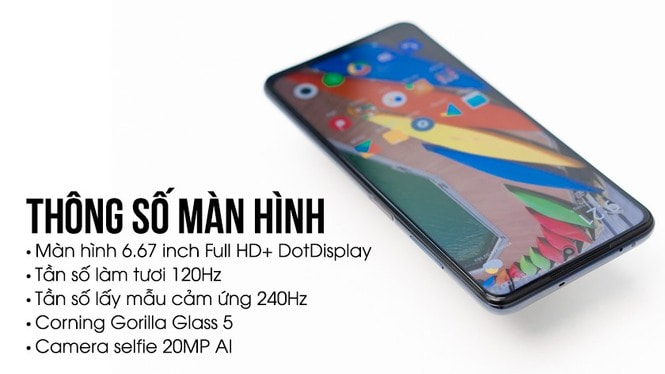 THÔNG SỐ MÀN HÌNH
• Màn hình 6.67 inch Full HD+ DotDisplay
• Tần số làm tươi 120Hz
• Tần số lấy mẫu cảm ứng 240Hz
• Corning Gorilla Glass 5
• Camera selfie 20MP AI